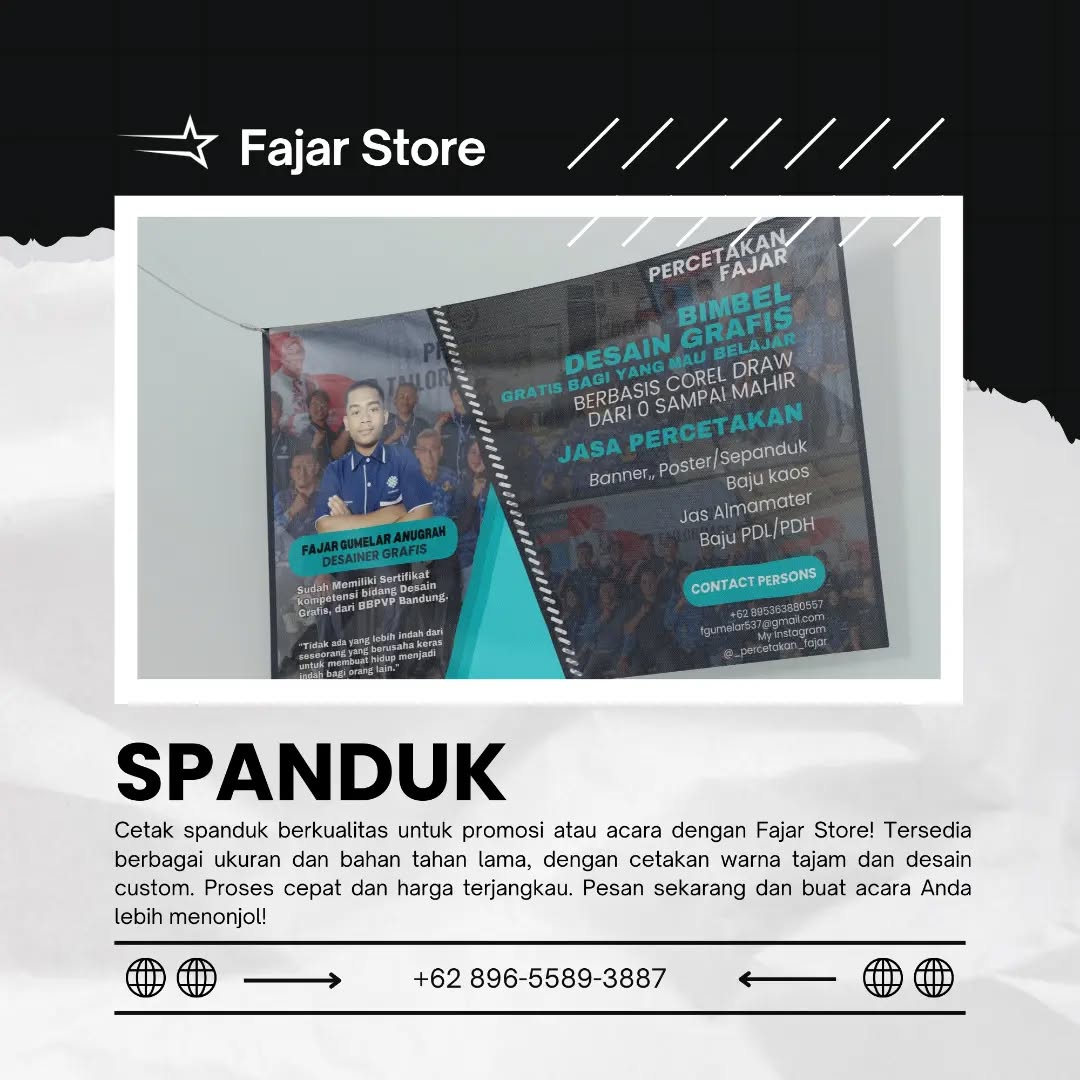 Fajar Store
PERCETAKAN
FAJAR
BIMBEL
DESAIN GRAFIS
GRATIS BAGI YANG MAU BELAJAR
BERBASIS COREL DRAW
DARI 0 SAMPAI MAHIR
JASA PERCETAKAN
Banner,, Poster/Sepanduk
Baju kaos
Jas Almamater
Baju PDL/PDH
CONTACT PERSONS
+62 895363880557
fgumelar537@gmail.com
My Instagram
@_percetakan_fajar
FAJAR GUMELAR ANUGRAH
DESAINER GRAFIS
Sudah Memiliki Sertifikat
kompetensi bidang Desain
Grafis, dari BBPVP Bandung.
"Tidak ada yang lebih indah dari
seseorang yang berusaha keras
untuk membuat hidup menjadi
indah bagi orang lain."
SPANDUK
Cetak spanduk berkualitas untuk promosi atau acara dengan Fajar Store! Tersedia
berbagai ukuran dan bahan tahan lama, dengan cetakan warna tajam dan desain
custom. Proses cepat dan harga terjangkau. Pesan sekarang dan buat acara Anda
lebih menonjol!
+62 896-5589-3887